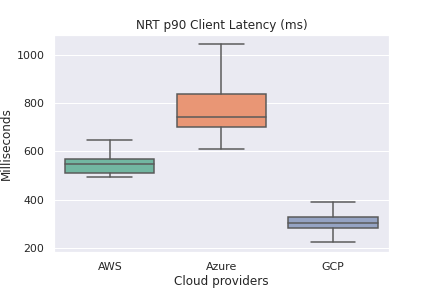 NRT p90 Client Latency (ms)
1000
800
600
400
200
Milliseconds
AWS Azure GCP
Cloud providers